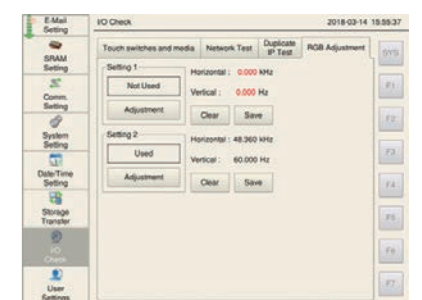 E-Mail
Setting
SRAM
Setting
Comm.
Setting
System
Setting
Date/Time
Setting
Storage
Transfer
I/O
Check
User
Settings
I/O Check
2018-03-14 15:59:37
Touch switches and media
Network Test
Duplicate
IP Test
RGB Adjustment
Setting 1
Not Used
Adjustment
Horizontal : 0.000 kHz
Vertical : 0.000 Hz
Clear
Save
Setting 2
Used
Adjustment
Horizontal : 48.360 kHz
Vertical : 60.000 Hz
Clear
Save
SYS
F1
F2
F3
F4
F5
F6
F7